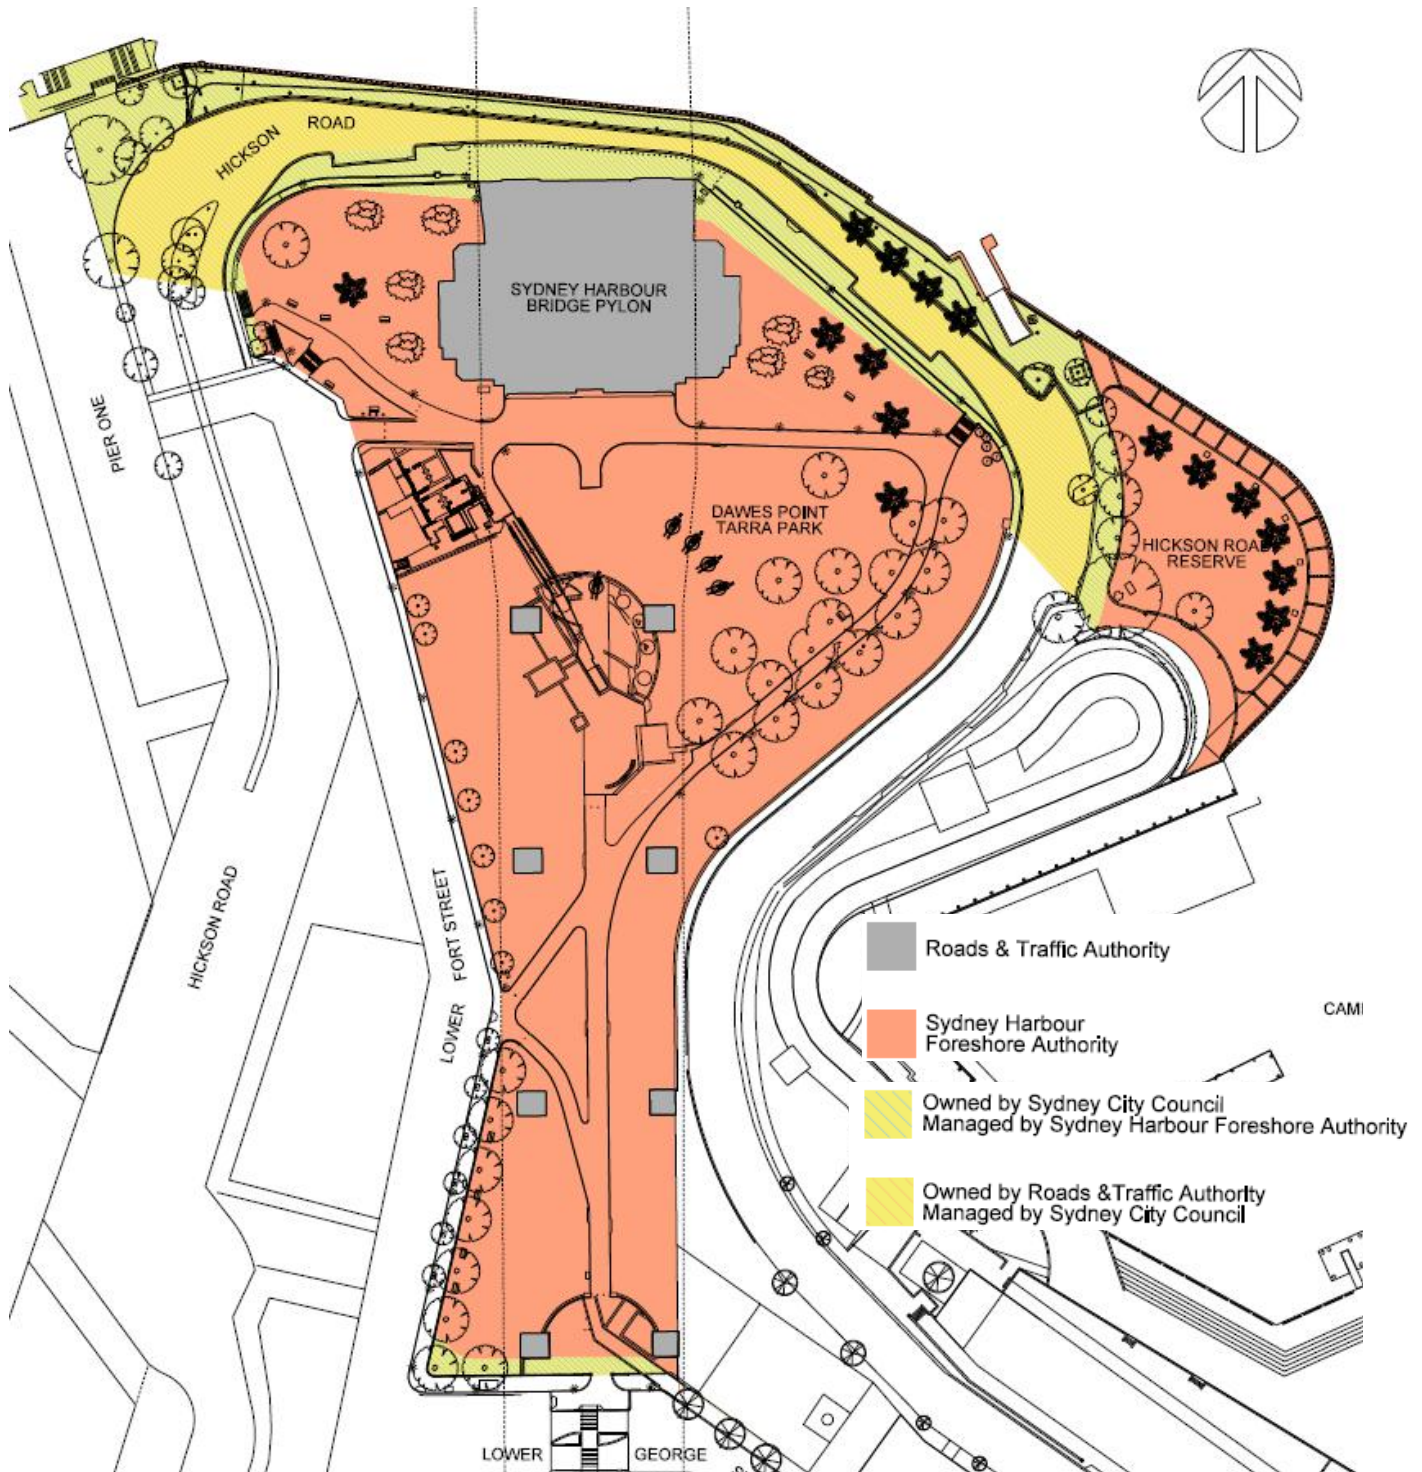 HICKSON
ROAD
SYDNEY HARBOUR
BRIDGE PYLON
PIER ONE
DAWES POINT
TARRA PARK
HICKSON ROAD
RESERVE
HICKSON ROAD
LOWER FORT STREET
Roads & Traffic Authority
CAM
Sydney Harbour
Foreshore Authority
Owned by Sydney City Council
Managed by Sydney Harbour Foreshore Authority
Owned by Roads &Traffic Authority
Managed by Sydney City Council
LOWER GEORGE